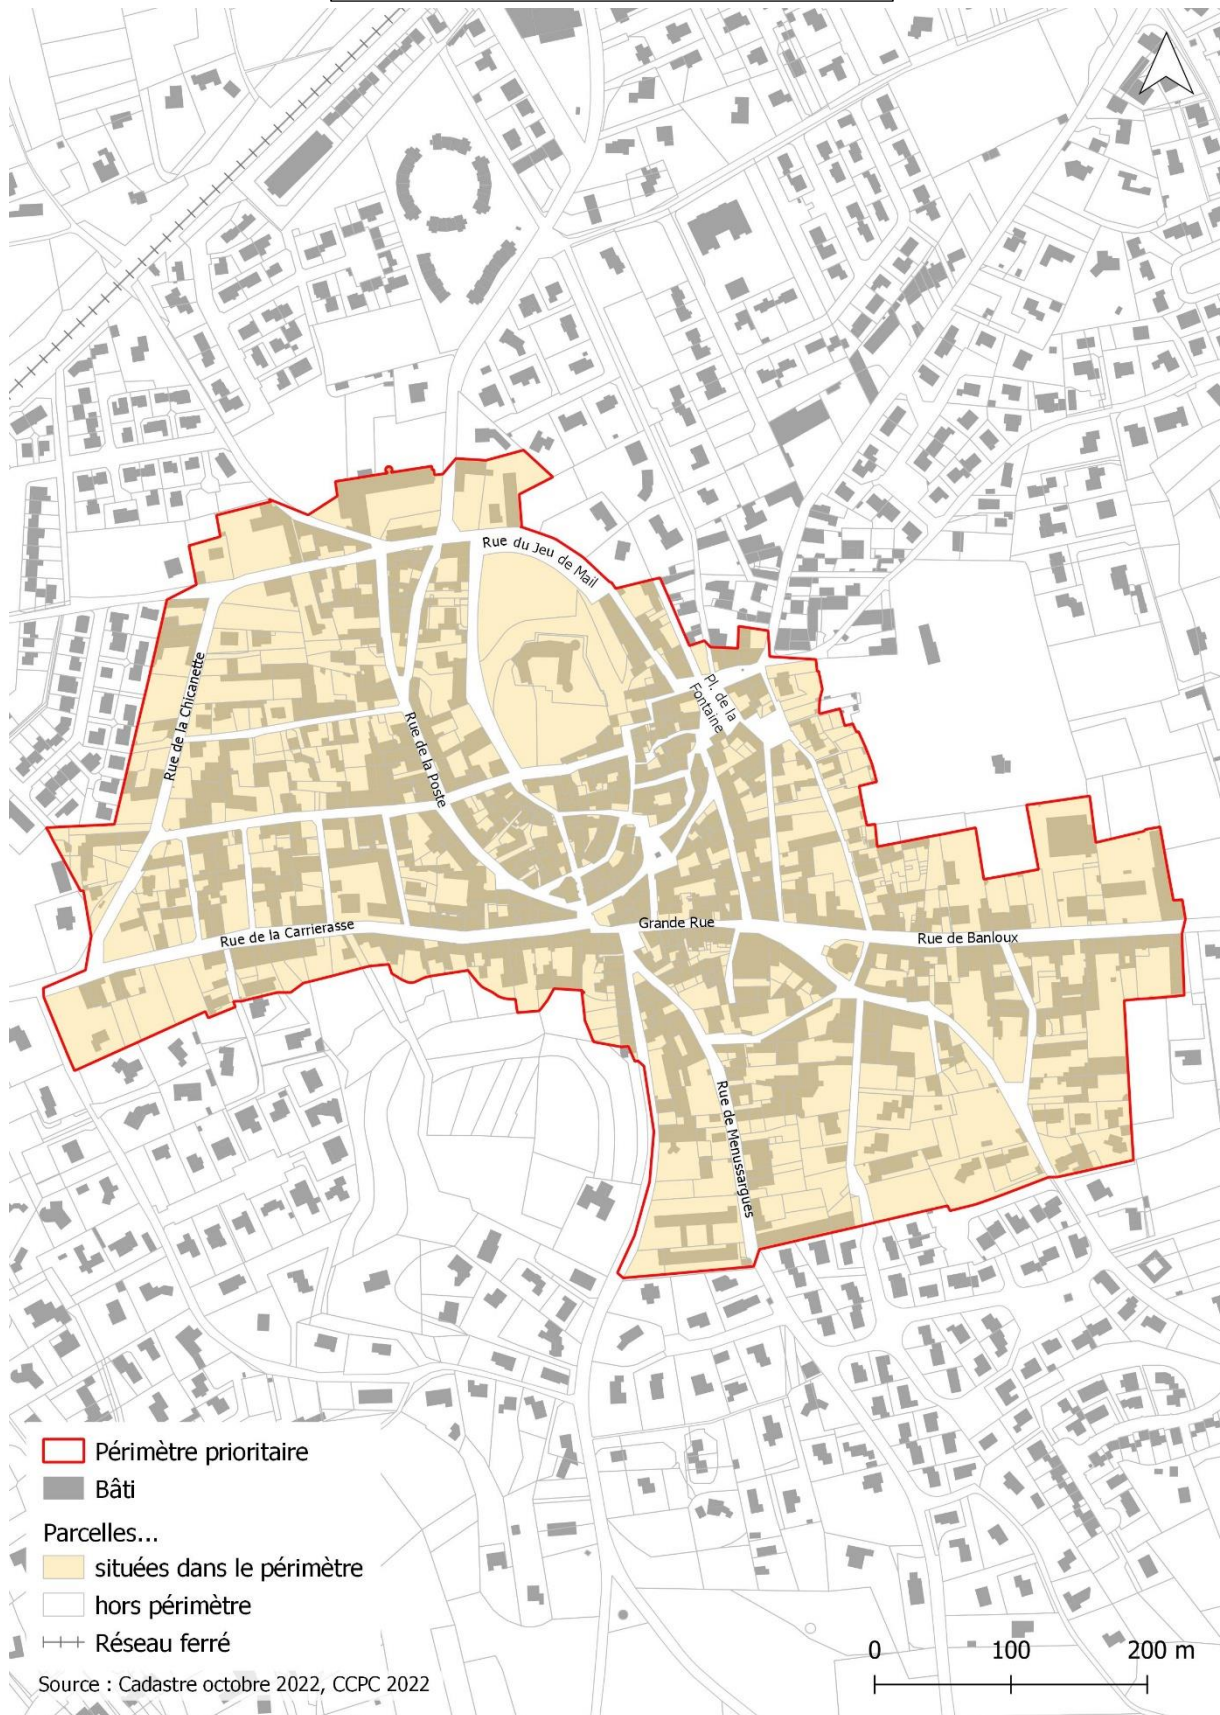 Rue du Jeu de Mail
Pl. de la
Fontaine
Rue de la Chicanette
Rue de la Poste
Rue de la Carrierasse
Grande Rue
Rue de Banloux
Rue de Menussargues
Périmètre prioritaire
Bâti
Parcelles...
situées dans le périmètre
hors périmètre
Réseau ferré
Source : Cadastre octobre 2022, CCPC 2022
0 100 200 m